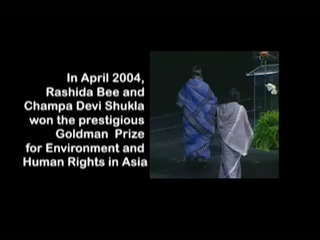 In April 2004,
Rashida Bee and
Champa Devi Shukla
won the prestigious
Goldman Prize
for Environment and
Human Rights in Asia